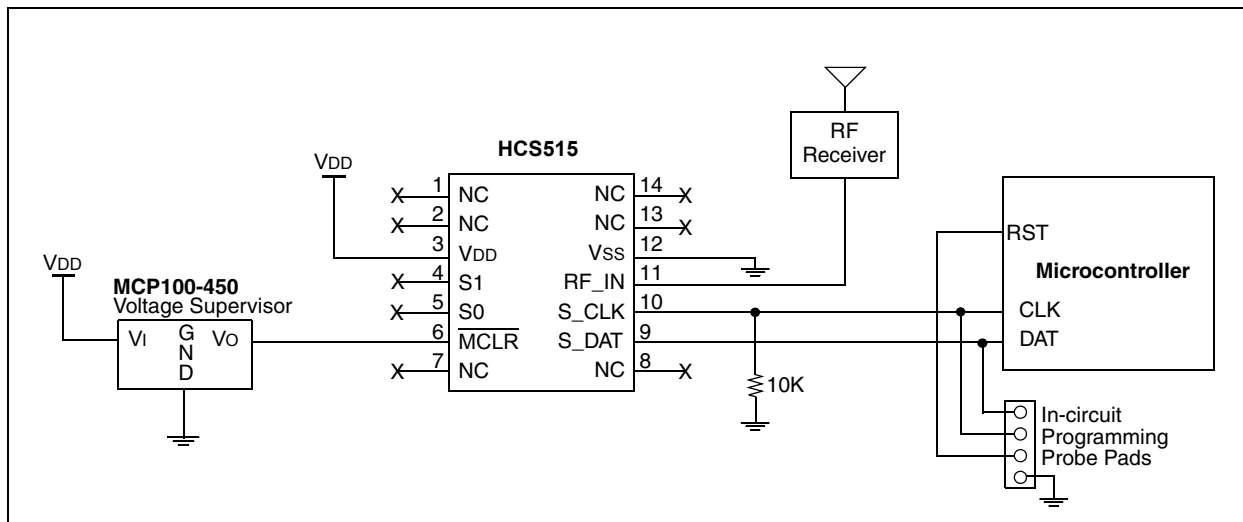 RF
Receiver
HCS515
VDD
1
NC
NC
14
X
X
2
NC
NC
13
X
X
3
VDD
VSS
12
4
S1
RF_IN
11
X
5
S0
S_CLK
10
X
6
MCLR
S_DAT
9
7
NC
NC
8
X
X
VDD
MCP100-450
Voltage Supervisor
VI
GND
VO
10K
RST
Microcontroller
CLK
DAT
In-circuit
Programming
Probe Pads